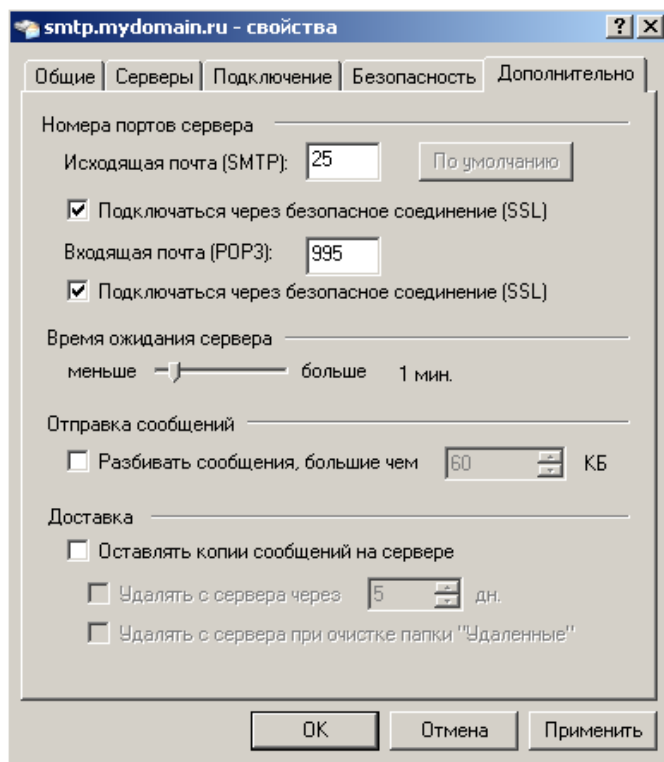 smtp.mydomain.ru - свойства
Общие Серверы Подключение Безопасность Дополнительно
Номера портов сервера
Исходящая почта (SMTP): 25 По умолчанию
Подключаться через безопасное соединение (SSL)
Входящая почта (POP3): 995
Подключаться через безопасное соединение (SSL)
Время ожидания сервера
меньше больше 1 мин.
Отправка сообщений
Разбивать сообщения, большие чем 60 КБ
Доставка
Оставлять копии сообщений на сервере
Удалять с сервера через 5 дн.
Удалять с сервера при очистке папки "Удаленные"
OK Отмена Применить